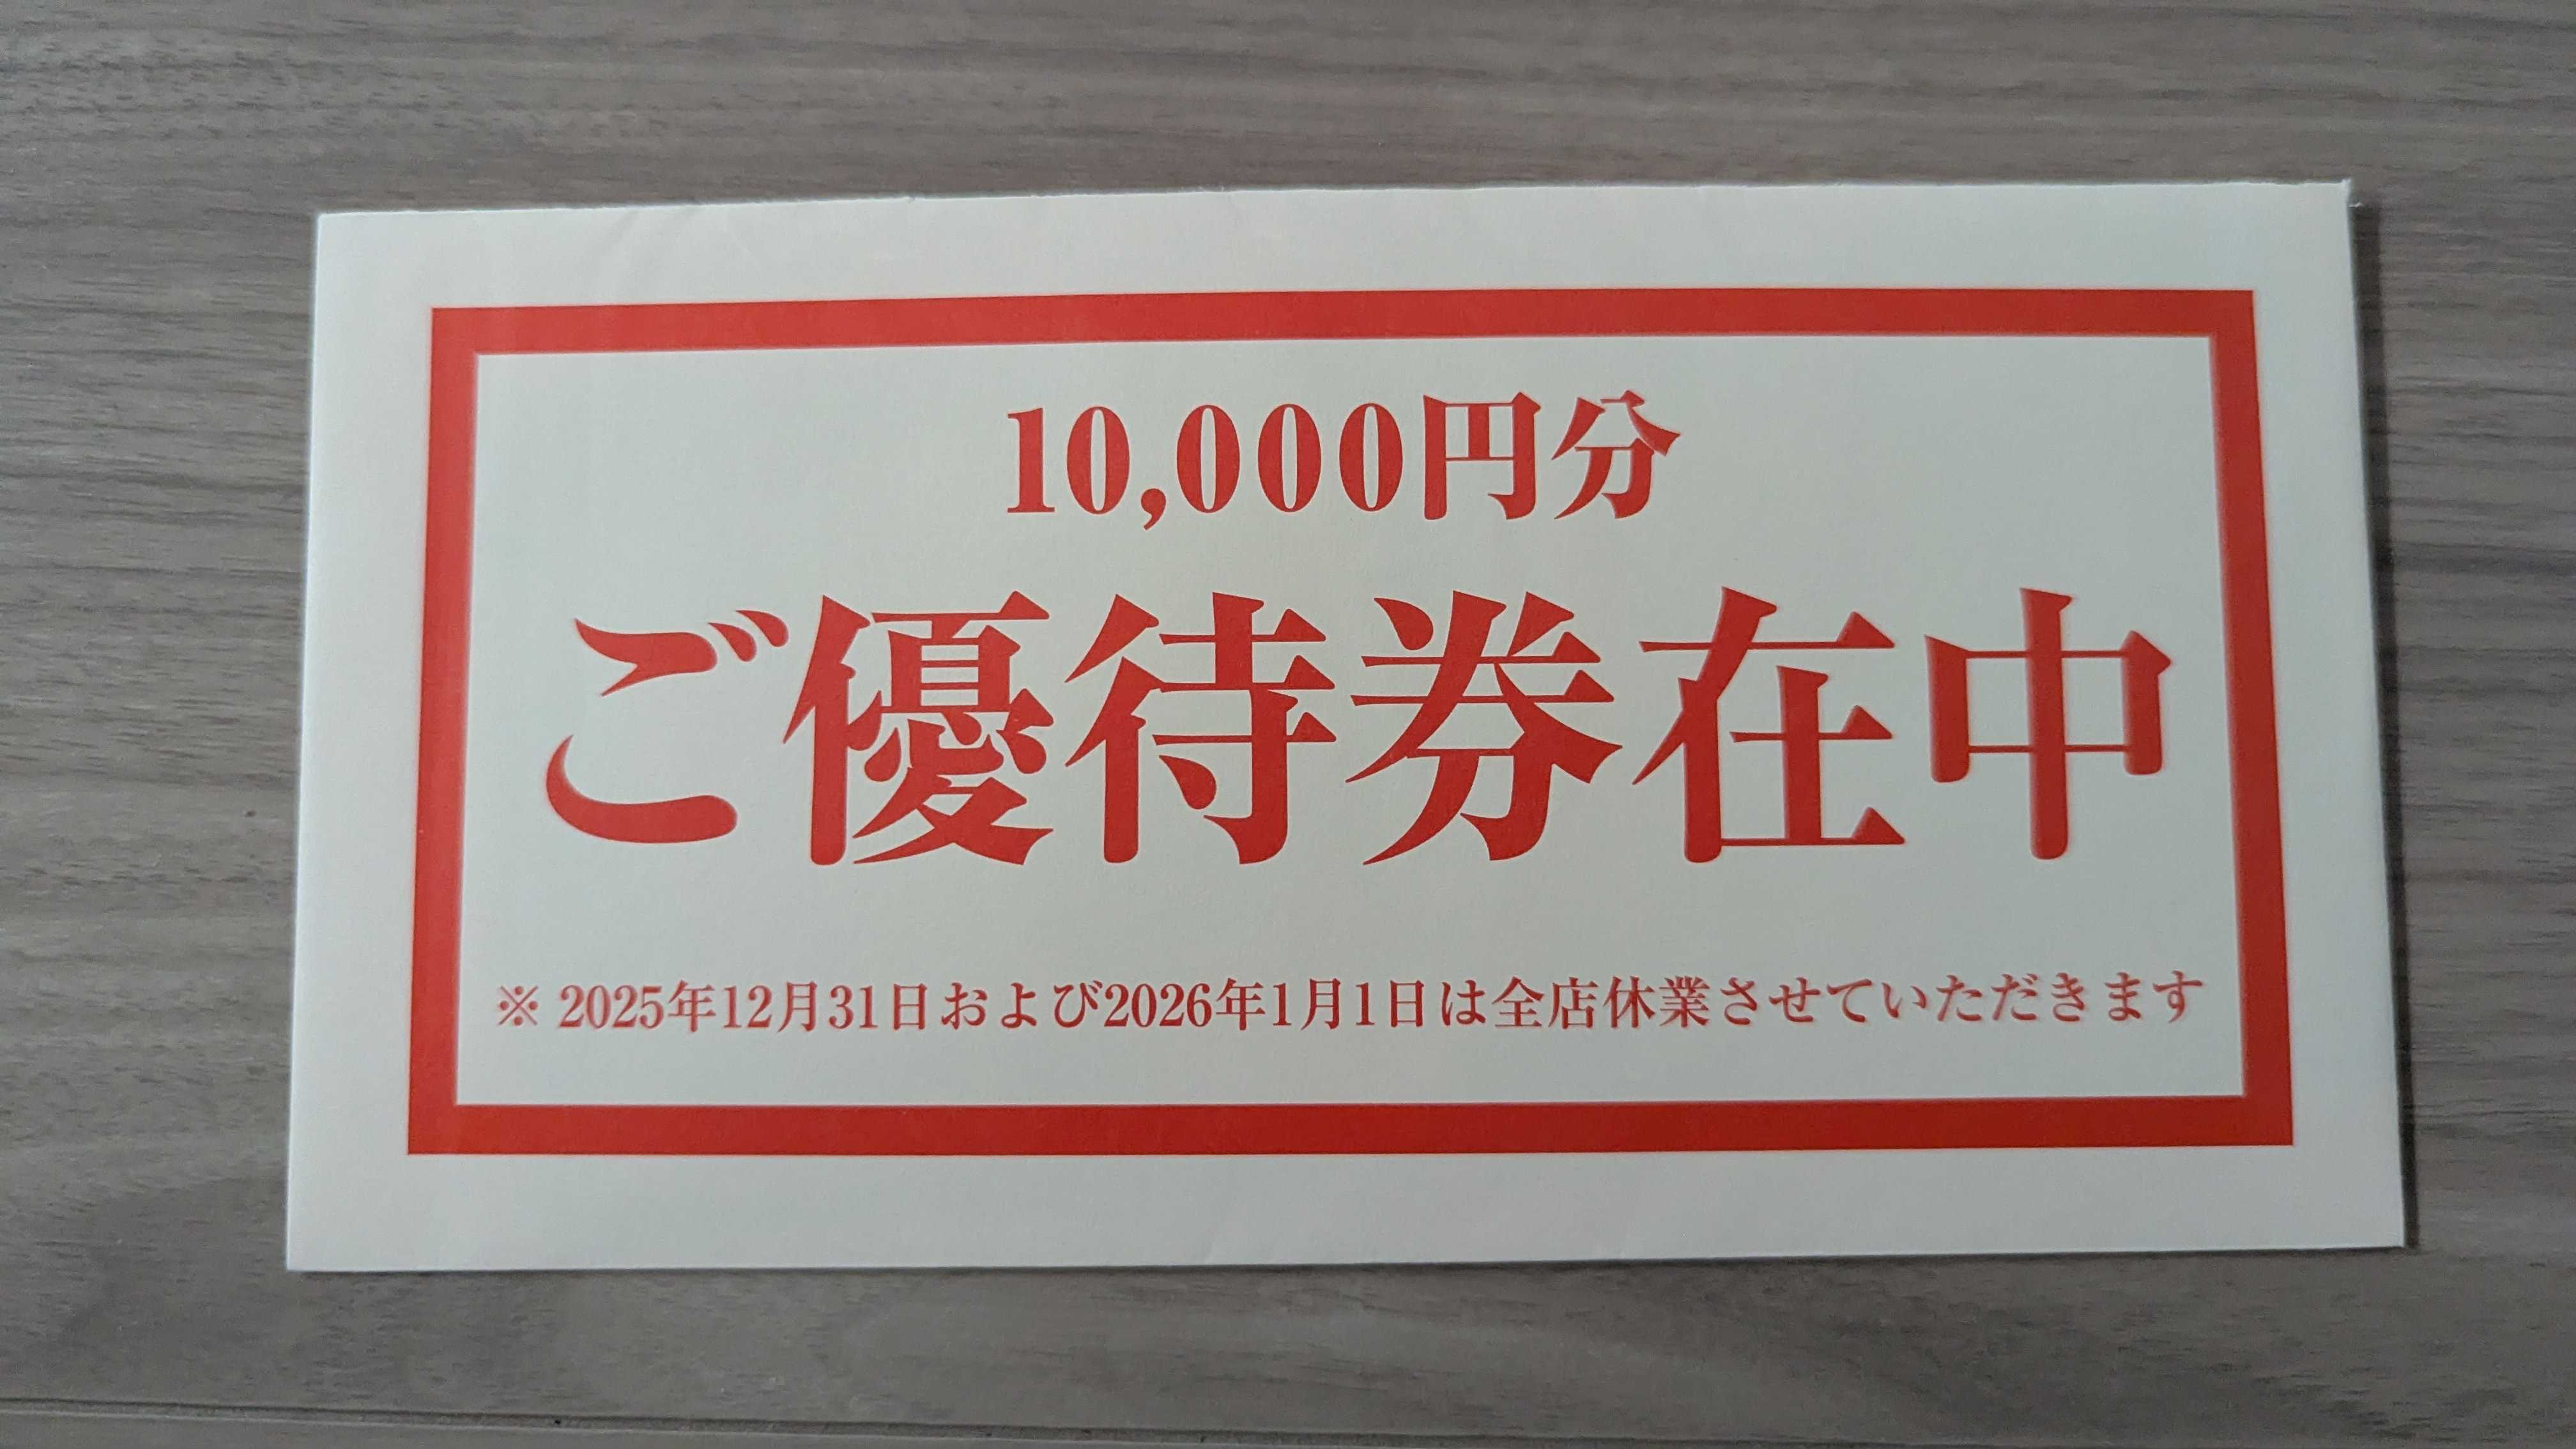 10,000円分
ご優待券在中
※ 2025年12月31日および2026年1月1日は全店休業させていただきます